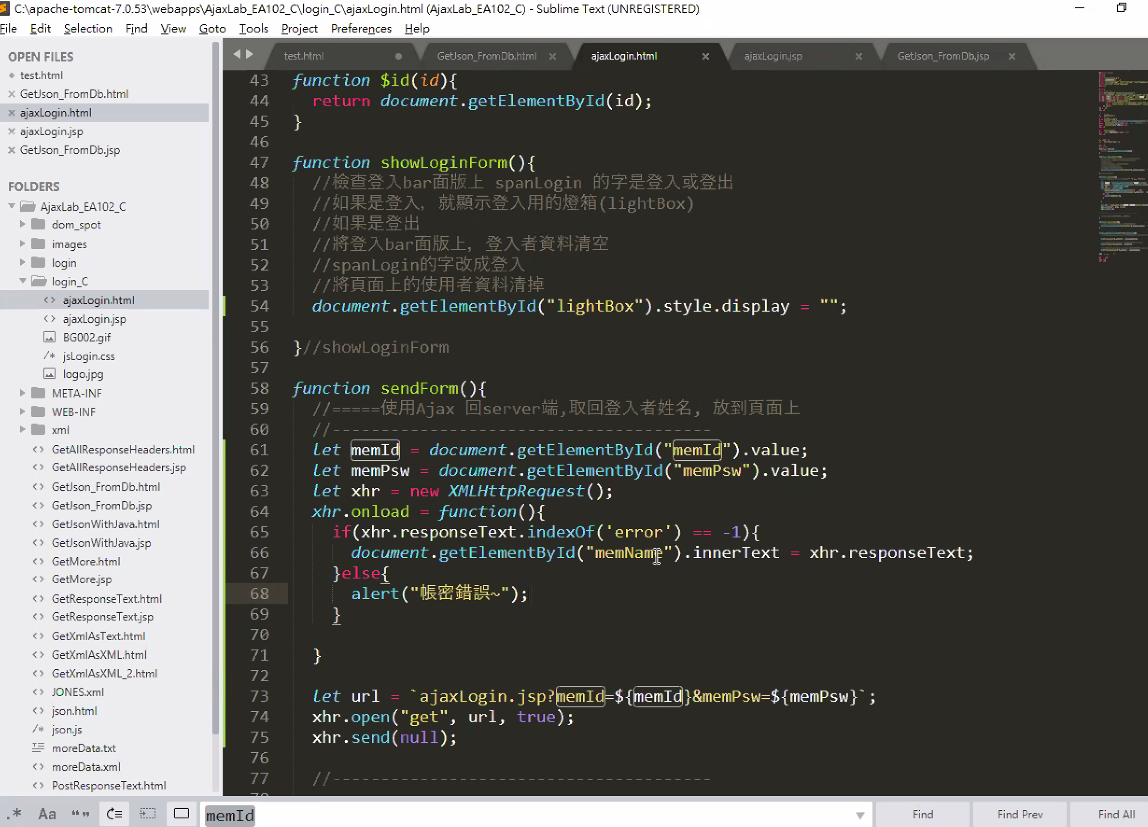 C:\apache-tomcat-7.0.53\webapps\AjaxLab_EA102_C\login_C\ajaxLogin.html (AjaxLab_EA102_C) - Sublime Text (UNREGISTERED)
File Edit Selection Find View Goto Tools Project Preferences Help
OPEN FILES
test.html
GetJson_FromDb.html
ajaxLogin.html
ajaxLogin.jsp
GetJson_FromDb.jsp
FOLDERS
AjaxLab_EA102_C
dom_spot
images
login
login_C
ajaxLogin.html
ajaxLogin.jsp
BG002.gif
jsLogin.css
logo.jpg
META-INF
WEB-INF
xml
GetAllResponseHeaders.html
GetAllResponseHeaders.jsp
GetJson_FromDb.html
GetJson_FromDb.jsp
GetJsonWithJava.html
GetJsonWithJava.jsp
GetMore.html
GetMore.jsp
GetResponseText.html
GetResponseText.jsp
GetXmlAsText.html
GetXmlAsXML.html
GetXmlAsXML_2.html
JONES.xml
json.html
json.js
moreData.txt
moreData.xml
PostResponseText.html
test.html GetJson_FromDb.html ajaxLogin.html ajaxLogin.jsp GetJson_FromDb.jsp
43 function $id(id){
44 return document.getElementById(id);
45 }
46
47 function showLoginForm(){
48 //檢查登入bar面版上 spanLogin 的字是登入或登出
49 //如果是登入, 就顯示登入用的燈箱(lightBox)
50 //如果是登出
51 //將登入bar面版上, 登入者資料清空
52 //spanLogin的字改成登入
53 //將頁面上的使用者資料清掉
54 document.getElementById("lightBox").style.display = "";
55
56 }//showLoginForm
57
58 function sendForm(){
59 //=====使用Ajax 回server端,取回登入者姓名, 放到頁面上
60 //---------------------------------------
61 let memId = document.getElementById("memId").value;
62 let memPsw = document.getElementById("memPsw").value;
63 let xhr = new XMLHttpRequest();
64 xhr.onload = function(){
65 if(xhr.responseText.indexOf('error') == -1){
66 document.getElementById("memName").innerText = xhr.responseText;
67 }else{
68 alert("帳密錯誤~");
69 }
70
71 }
72
73 let url = `ajaxLogin.jsp?memId=${memId}&memPsw=${memPsw}`;
74 xhr.open("get", url, true);
75 xhr.send(null);
76
77 //---------------------------------------
.* Aa “” memId Find Find Prev Find All